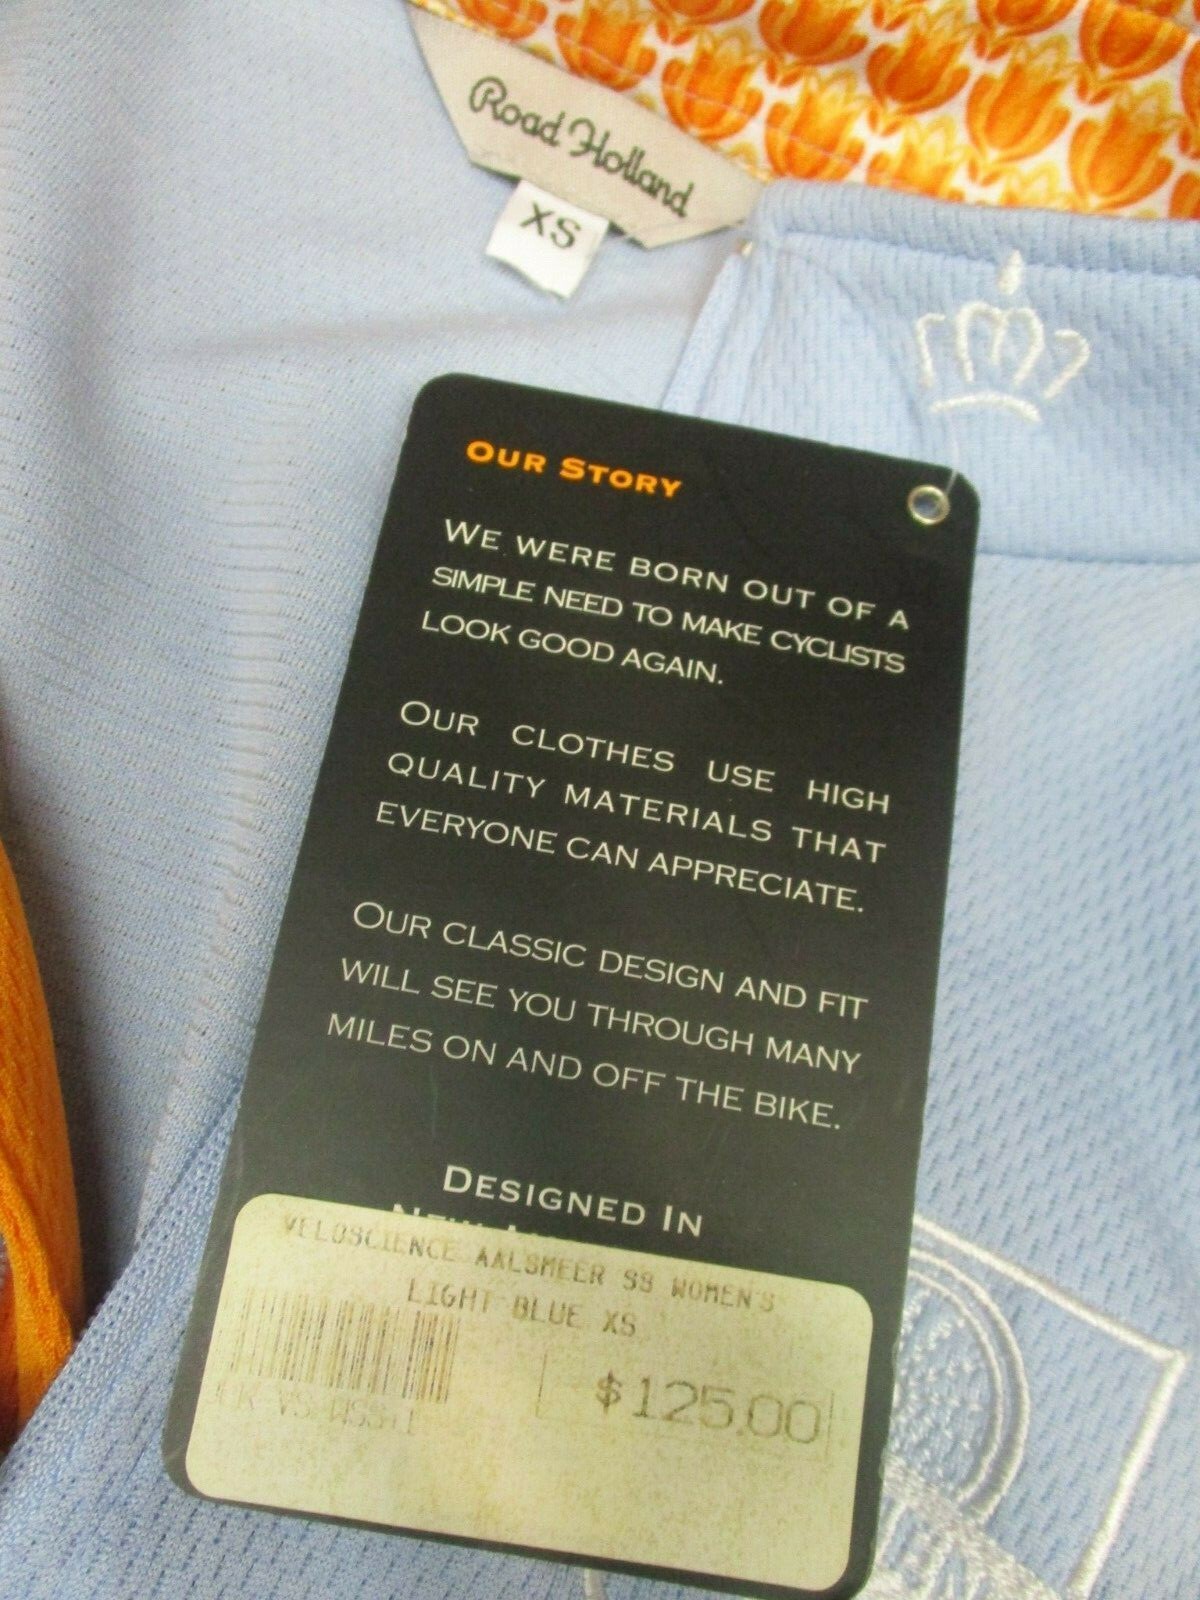 Road Holland
XS
OUR STORY
WE WERE BORN OUT OF A
SIMPLE NEED TO MAKE CYCLISTS
LOOK GOOD AGAIN.
OUR CLOTHES USE HIGH
QUALITY MATERIALS THAT
EVERYONE CAN APPRECIATE.
OUR CLASSIC DESIGN AND FIT
WILL SEE YOU THROUGH MANY
MILES ON AND OFF THE BIKE.
DESIGNED IN
VELOSCIENCE AALSMEER SS WOMEN'S
LIGHT BLUE XS
$125.00